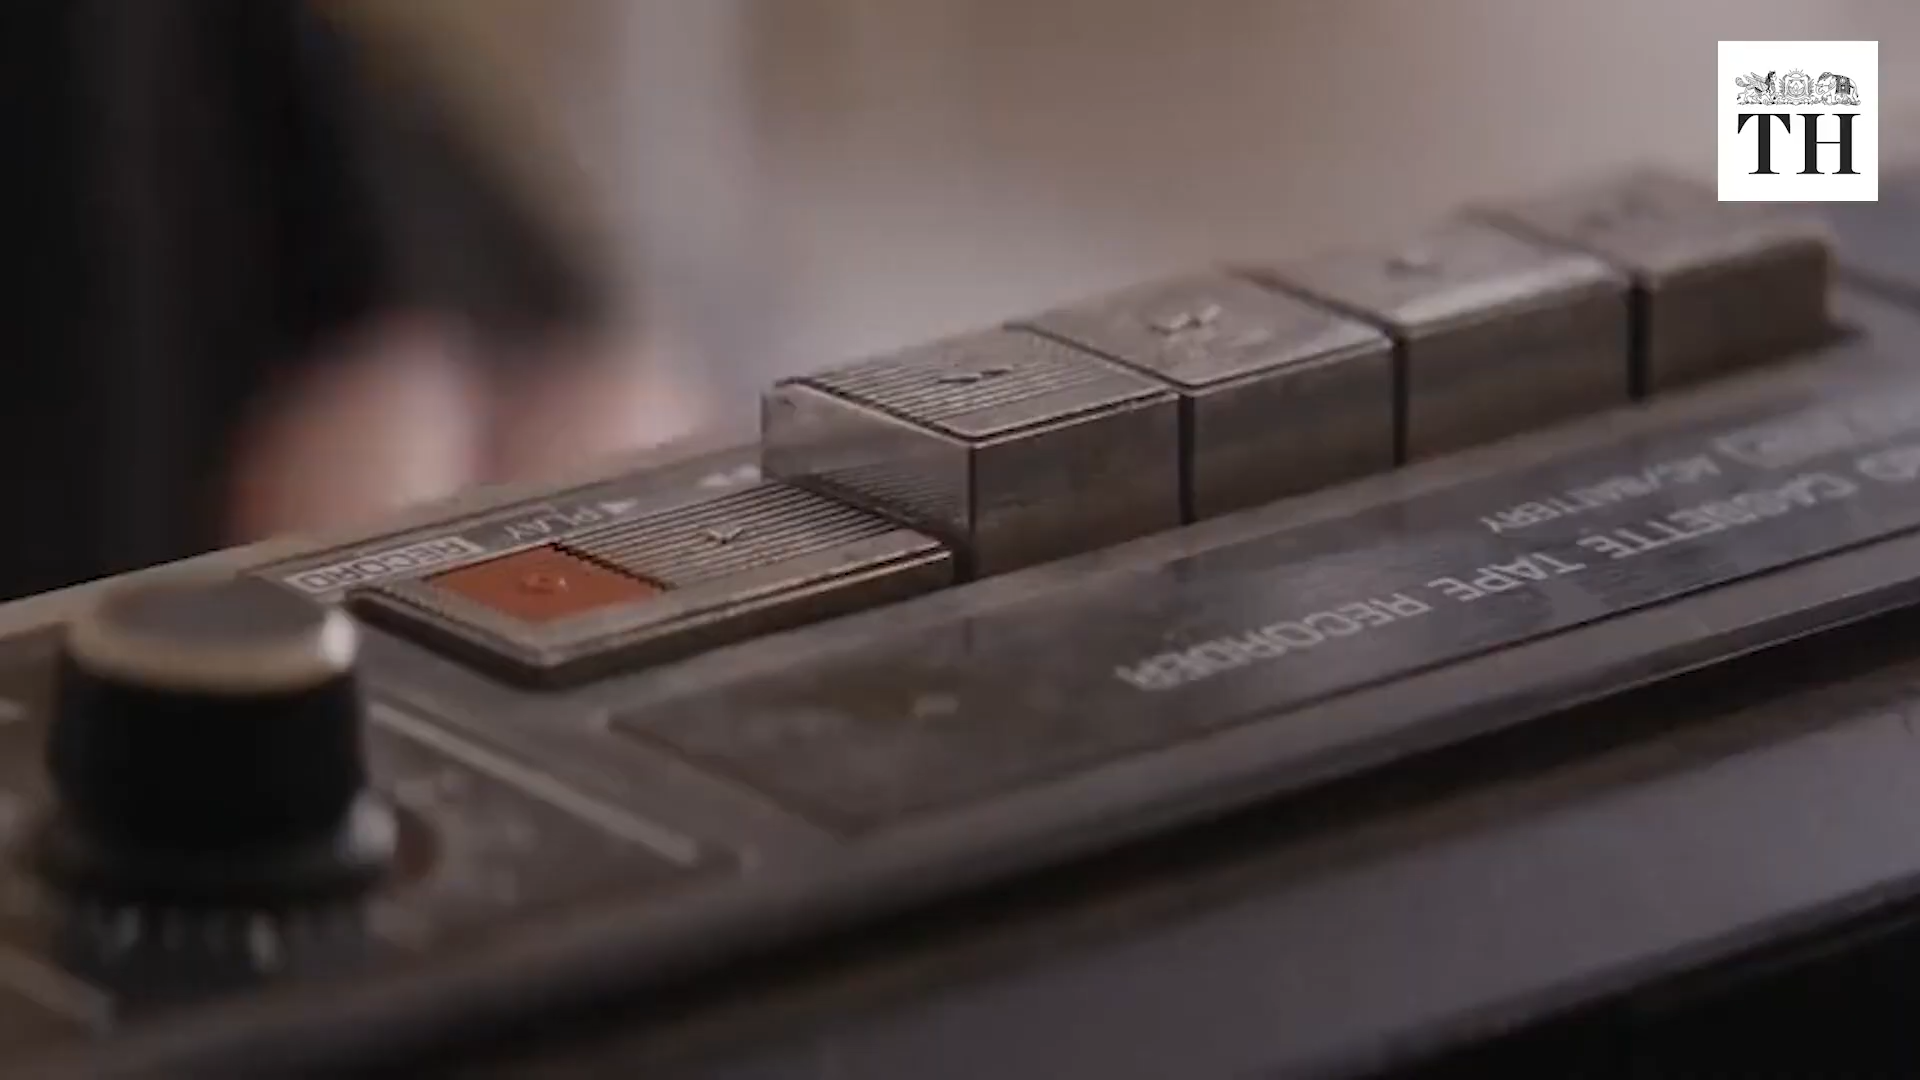 TH
RECORD
PLAY
CASSETTE TAPE RECORDER
AC/BATTERY